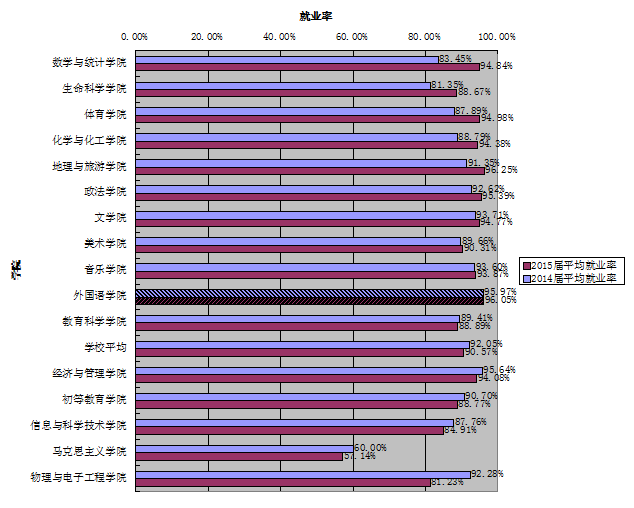 就业率
0.00% 20.00% 40.00% 60.00% 80.00% 100.00%
数学与统计学院 83.45% 94.84%
生命科学学院 81.35% 88.67%
体育学院 87.89% 94.98%
化学与化工学院 88.79% 94.38%
地理与旅游学院 91.35% 96.25%
政法学院 92.62% 95.39%
文学院 93.71% 94.77%
美术学院 89.66% 90.31%
音乐学院 93.60% 93.87%
外国语学院 95.97% 96.05%
教育科学学院 89.41% 88.89%
学校平均 92.05% 90.57%
经济与管理学院 95.64% 94.08%
初等教育学院 90.70% 88.77%
信息与科学技术学院 87.76% 84.91%
马克思主义学院 60.00% 57.14%
物理与电子工程学院 92.28% 81.23%
2015届平均就业率
2014届平均就业率